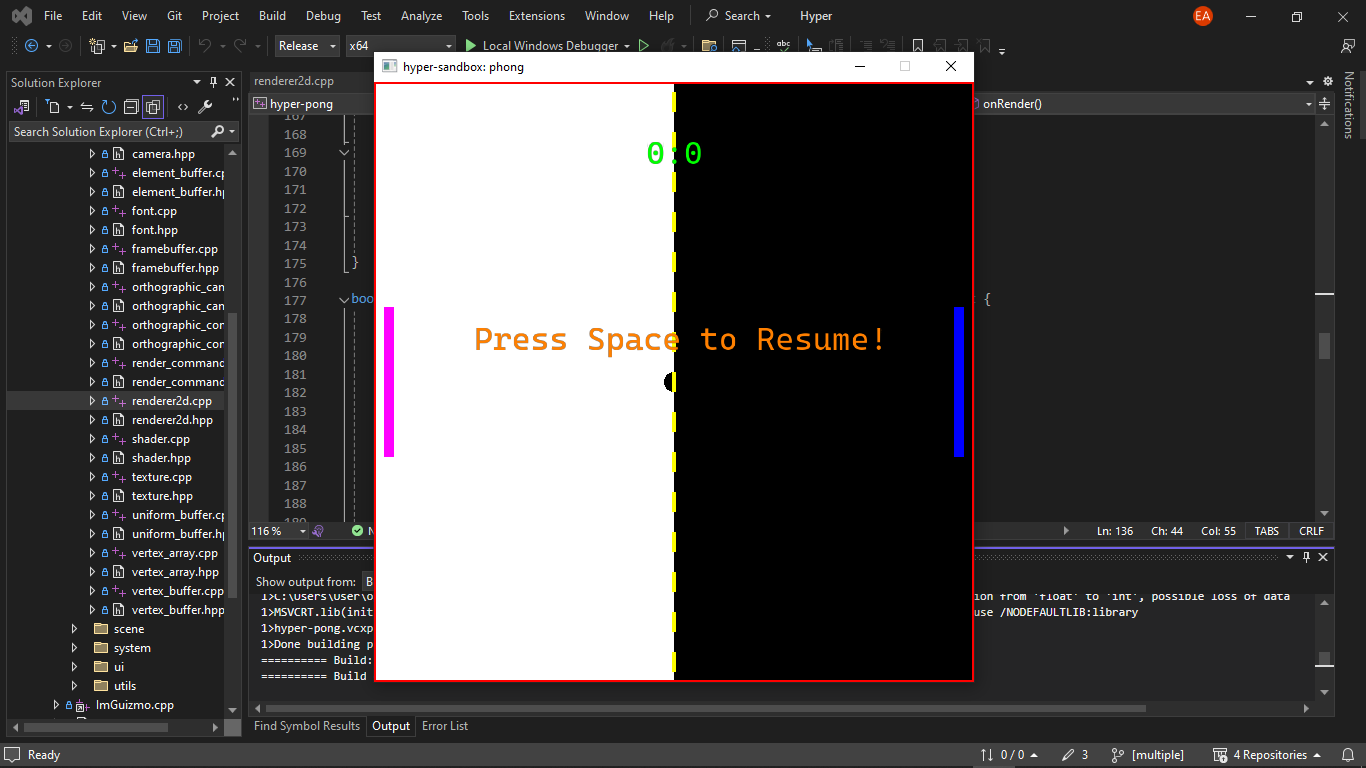 File Edit View Git Project Build Debug Test Analyze Tools Extensions Window Help Search Hyper EA
Release x64 Local Windows Debugger
hyper-sandbox: phong
Solution Explorer
renderer2d.cpp
hyper-pong
onRender()
Notifications
Search Solution Explorer (Ctrl+;)
camera.hpp
element_buffer.cp
element_buffer.hp
font.cpp
font.hpp
framebuffer.cpp
framebuffer.hpp
orthographic_can
orthographic_can
orthographic_con
orthographic_con
render_command
render_command
renderer2d.cpp
renderer2d.hpp
shader.cpp
shader.hpp
texture.cpp
texture.hpp
uniform_buffer.cp
uniform_buffer.hp
vertex_array.cpp
vertex_array.hpp
vertex_buffer.cpp
vertex_buffer.hpp
scene
system
ui
utils
ImGuizmo.cpp
167
168
169
170
171
172
173
174
175 }
176
177 boo {
178
179
180
181
182
183
184
185
186
187
188
189
0:0
Press Space to Resume!
116 % N Ln: 136 Ch: 44 Col: 55 TABS CRLF
Output
Show output from: B
1>C:\Users\User\o ion from 'float' to 'int', possible loss of data
1>MSVCRT.lib(init use /NODEFAULTLIB:library
1>hyper-pong.vcxp
1>Done building p
========== Build:
========== Build
Find Symbol Results Output Error List
Ready 0 / 0 3 [multiple] 4 Repositories